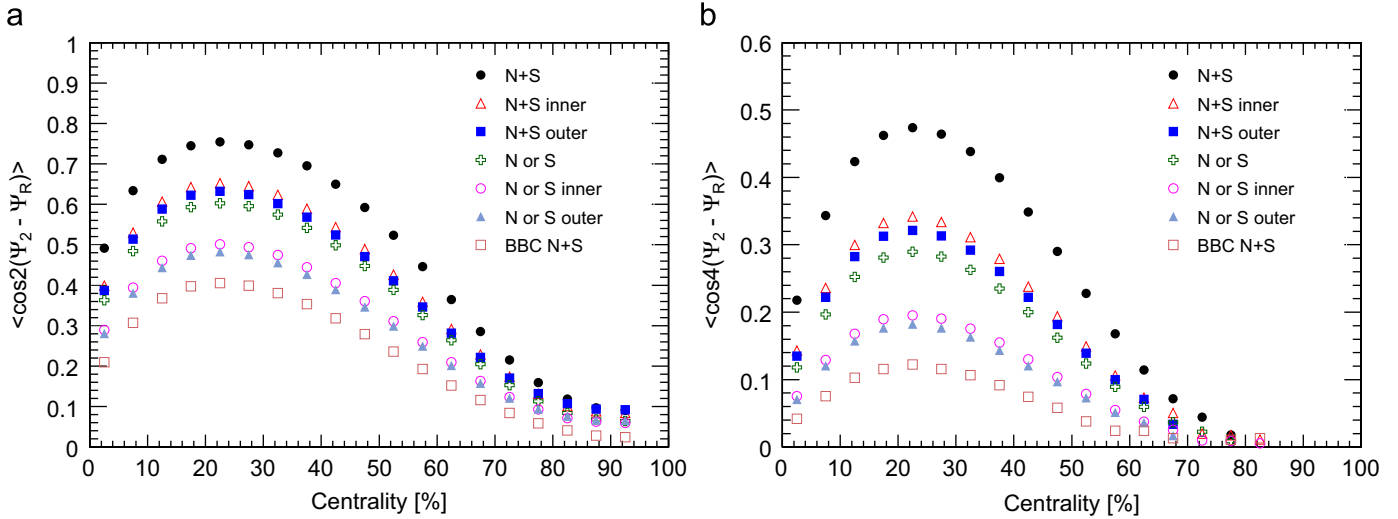 a
1
0.9
0.8
0.7
0.6
0.5
0.4
0.3
0.2
0.1
0
<cos2(Ψ2 - ΨR)>
0 10 20 30 40 50 60 70 80 90 100
Centrality [%]
N+S
N+S inner
N+S outer
N or S
N or S inner
N or S outer
BBC N+S
b
0.6
0.5
0.4
0.3
0.2
0.1
0
<cos4(Ψ2 - ΨR)>
0 10 20 30 40 50 60 70 80 90 100
Centrality [%]
N+S
N+S inner
N+S outer
N or S
N or S inner
N or S outer
BBC N+S